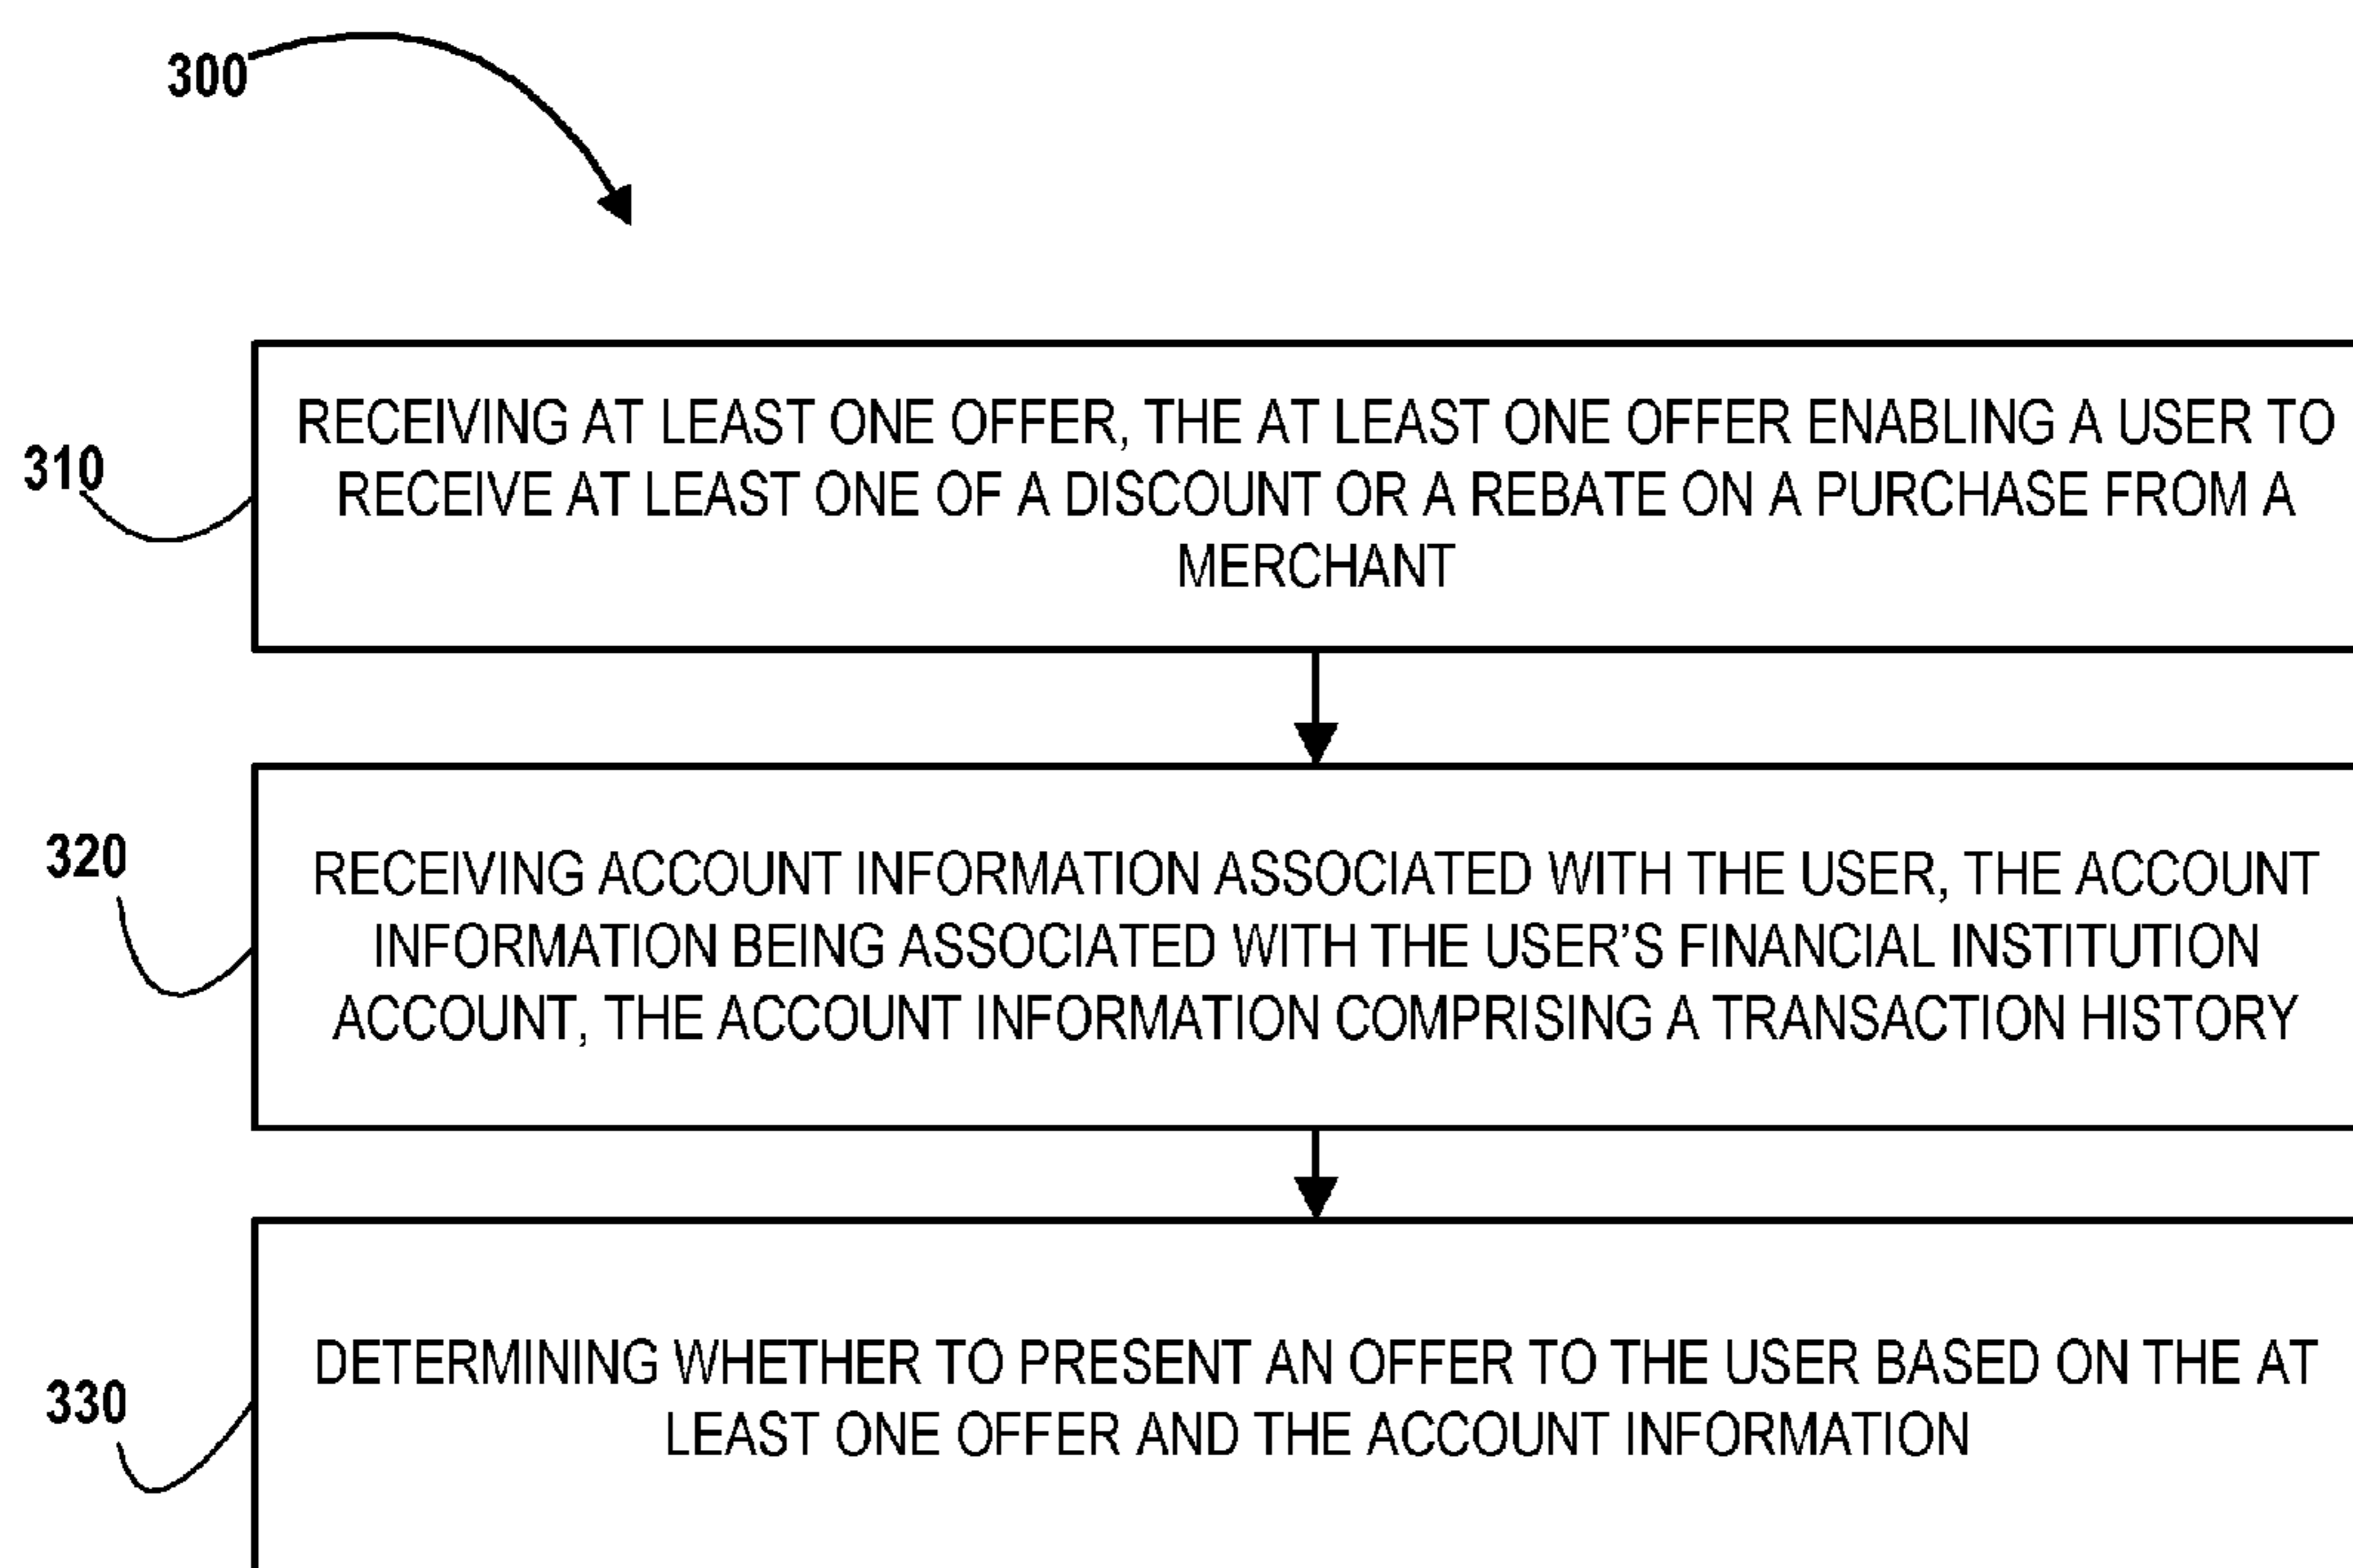 300
310
RECEIVING AT LEAST ONE OFFER, THE AT LEAST ONE OFFER ENABLING A USER TO
RECEIVE AT LEAST ONE OF A DISCOUNT OR A REBATE ON A PURCHASE FROM A
MERCHANT
320
RECEIVING ACCOUNT INFORMATION ASSOCIATED WITH THE USER, THE ACCOUNT
INFORMATION BEING ASSOCIATED WITH THE USER’S FINANCIAL INSTITUTION
ACCOUNT, THE ACCOUNT INFORMATION COMPRISING A TRANSACTION HISTORY
330
DETERMINING WHETHER TO PRESENT AN OFFER TO THE USER BASED ON THE AT
LEAST ONE OFFER AND THE ACCOUNT INFORMATION